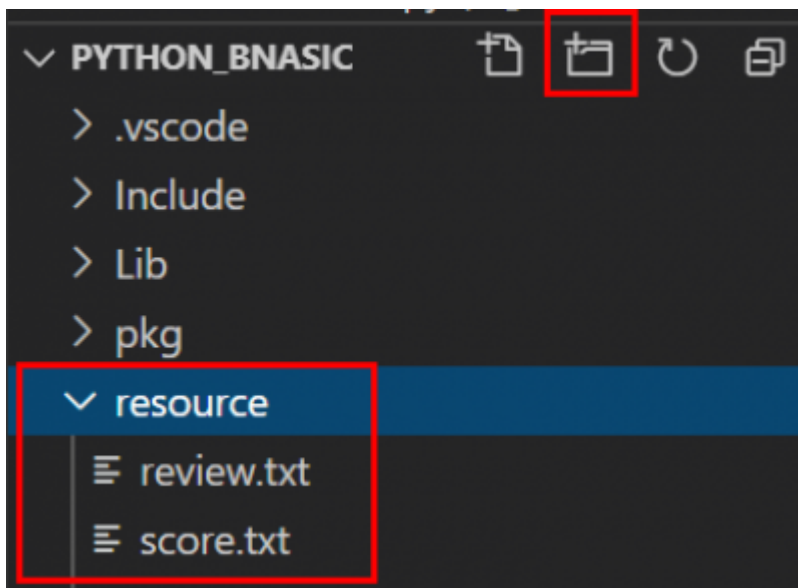 PYTHON_BNASIC
.vscode
Include
Lib
pkg
resource
review.txt
score.txt